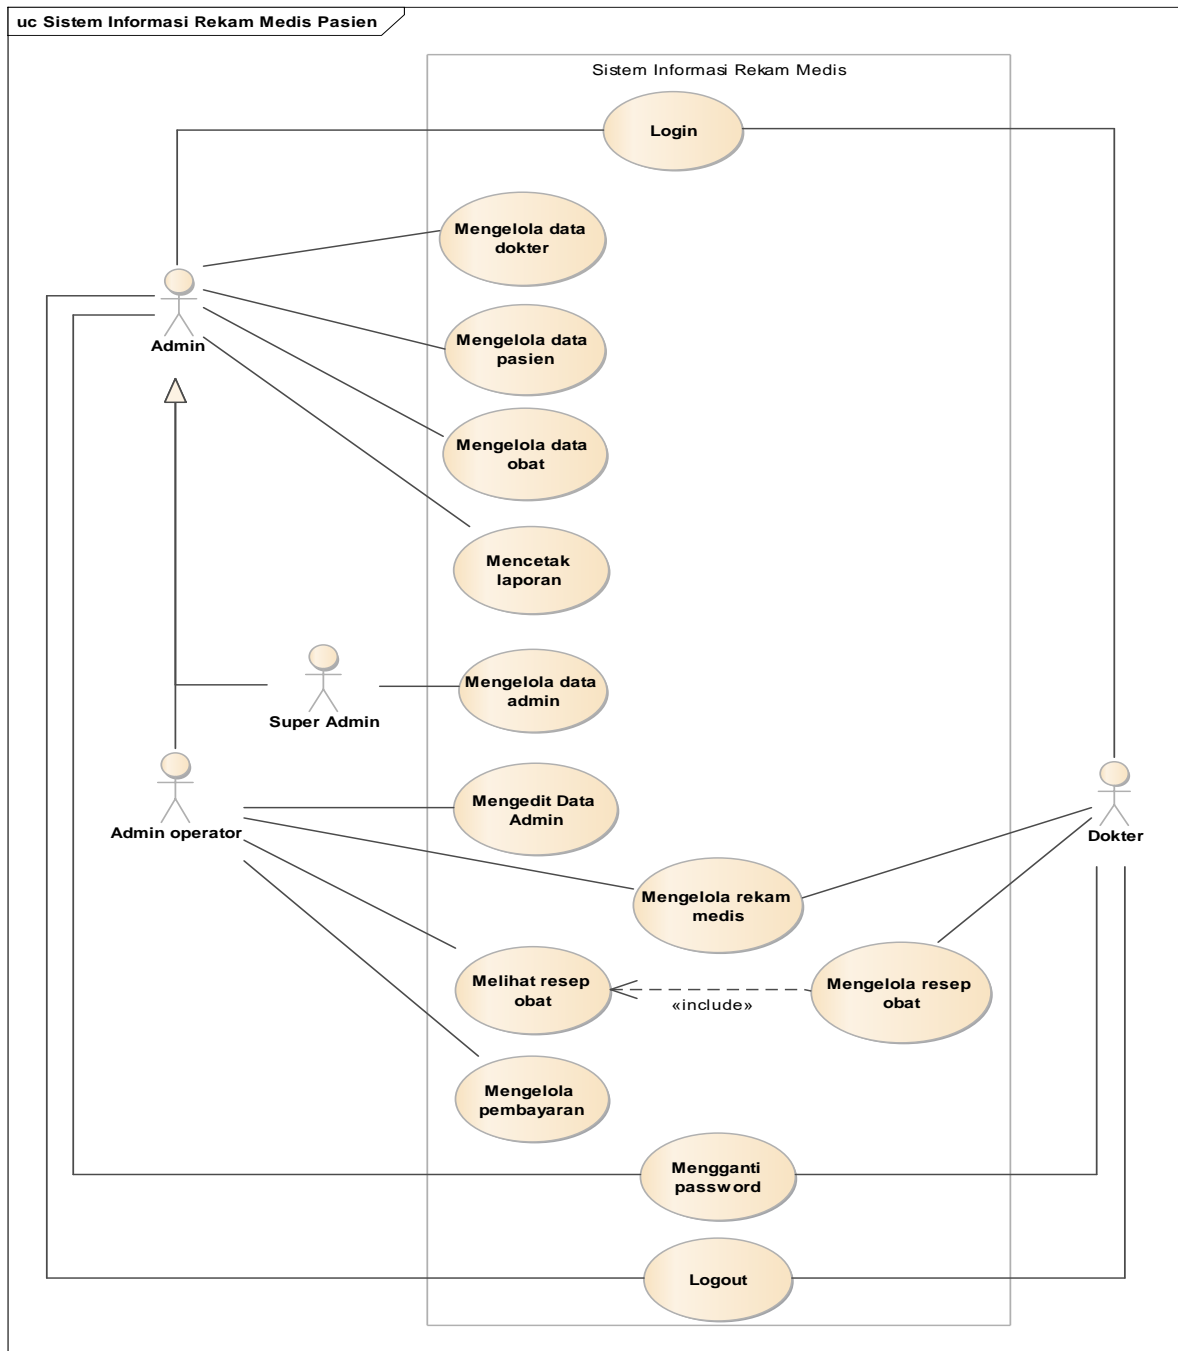 uc Sistem Informasi Rekam Medis Pasien
Sistem Informasi Rekam Medis
Login
Mengelola data
dokter
Mengelola data
pasien
Admin
Mengelola data
obat
Mencetak
laporan
Mengelola data
admin
Super Admin
Mengedit Data
Admin
Admin operator
Dokter
Mengelola rekam
medis
Melihat resep
obat
«include»
Mengelola resep
obat
Mengelola
pembayaran
Mengganti
password
Logout